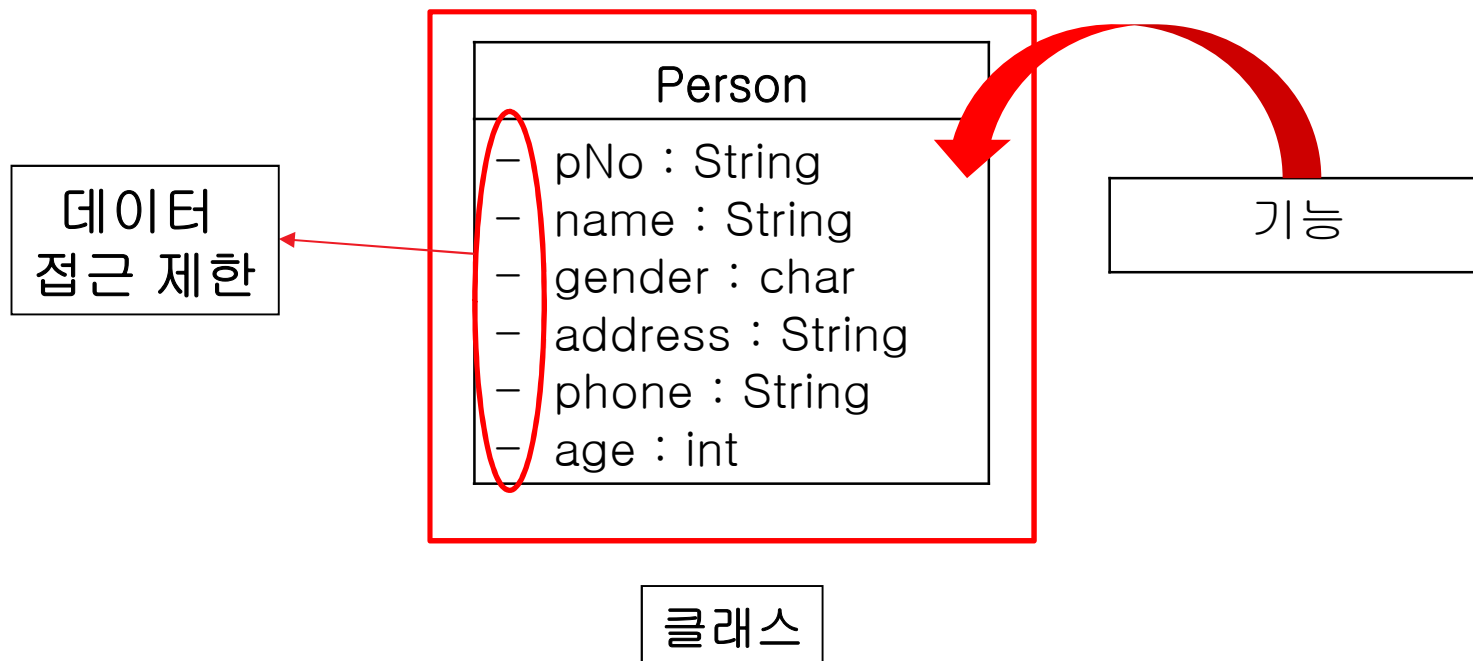 Person
- pNo : String
- name : String
- gender : char
- address : String
- phone : String
- age : int
데이터
접근 제한
기능
클래스